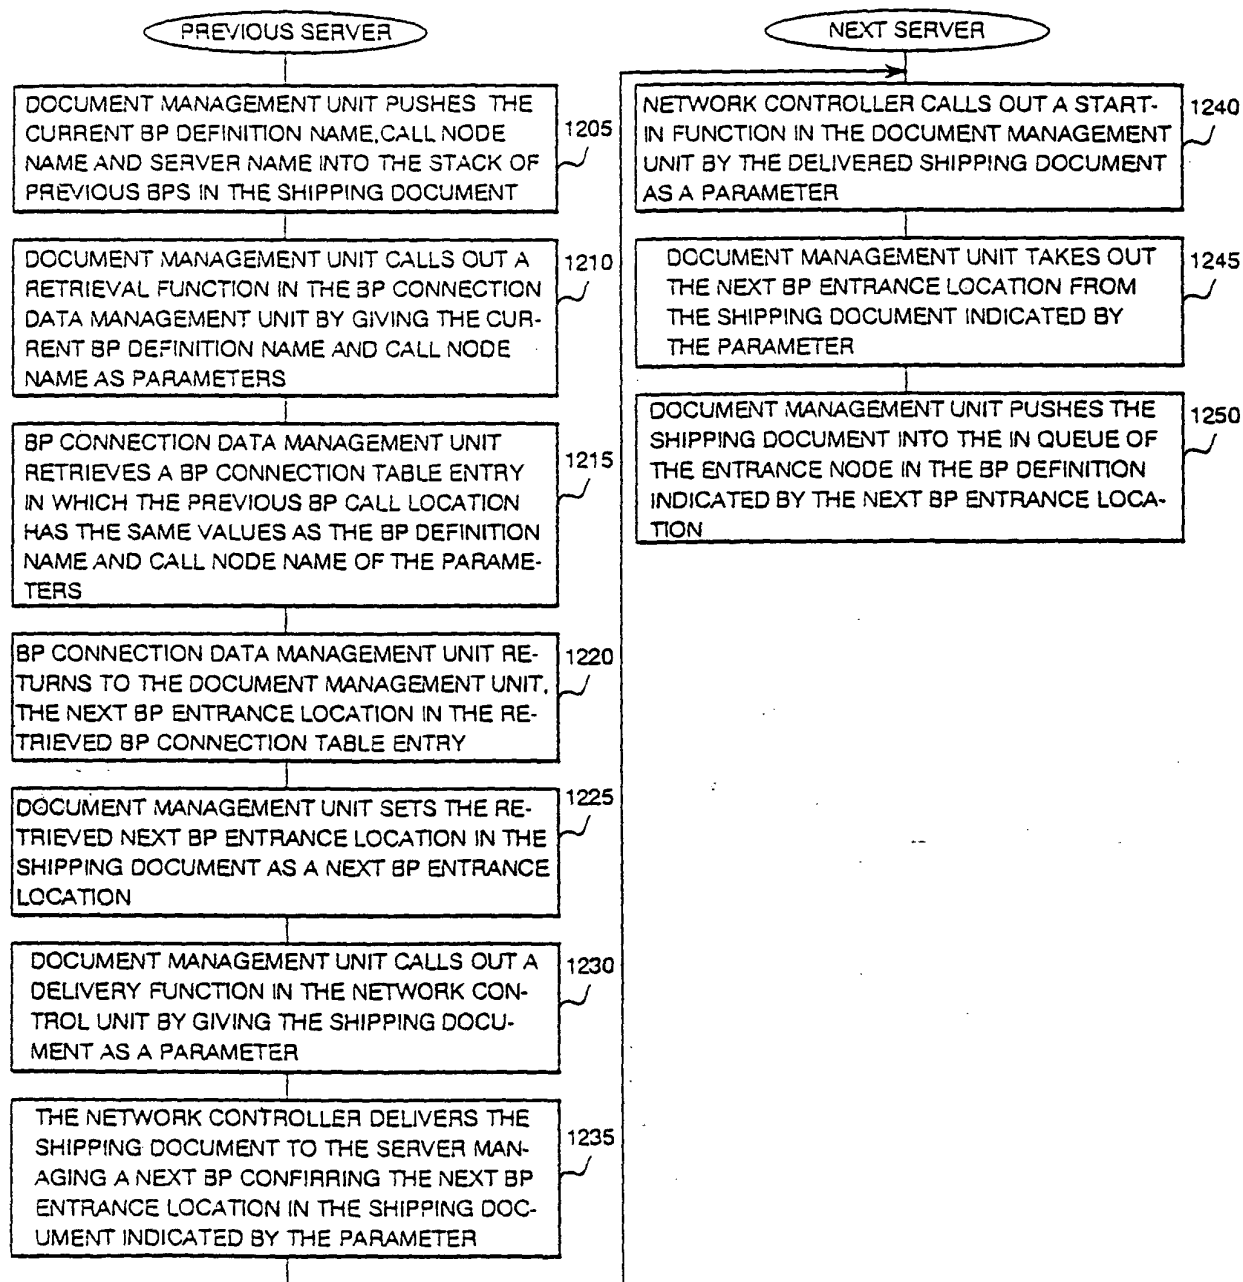 PREVIOUS SERVER
DOCUMENT MANAGEMENT UNIT PUSHES THE
CURRENT BP DEFINITION NAME, CALL NODE
NAME AND SERVER NAME INTO THE STACK OF
PREVIOUS BPS IN THE SHIPPING DOCUMENT
1205
DOCUMENT MANAGEMENT UNIT CALLS OUT A
RETRIEVAL FUNCTION IN THE BP CONNECTION
DATA MANAGEMENT UNIT BY GIVING THE CUR-
RENT BP DEFINITION NAME AND CALL NODE
NAME AS PARAMETERS
1210
BP CONNECTION DATA MANAGEMENT UNIT
RETRIEVES A BP CONNECTION TABLE ENTRY
IN WHICH THE PREVIOUS BP CALL LOCATION
HAS THE SAME VALUES AS THE BP DEFINITION
NAME AND CALL NODE NAME OF THE PARAME-
TERS
1215
BP CONNECTION DATA MANAGEMENT UNIT RE-
TURNS TO THE DOCUMENT MANAGEMENT UNIT,
THE NEXT BP ENTRANCE LOCATION IN THE RE-
TRIEVED BP CONNECTION TABLE ENTRY
1220
DOCUMENT MANAGEMENT UNIT SETS THE RE-
TRIEVED NEXT BP ENTRANCE LOCATION IN THE
SHIPPING DOCUMENT AS A NEXT BP ENTRANCE
LOCATION
1225
DOCUMENT MANAGEMENT UNIT CALLS OUT A
DELIVERY FUNCTION IN THE NETWORK CON-
TROL UNIT BY GIVING THE SHIPPING DOCU-
MENT AS A PARAMETER
1230
THE NETWORK CONTROLLER DELIVERS THE
SHIPPING DOCUMENT TO THE SERVER MAN-
AGING A NEXT BP CONFIRRING THE NEXT BP
ENTRANCE LOCATION IN THE SHIPPING DOC-
UMENT INDICATED BY THE PARAMETER
1235
NEXT SERVER
NETWORK CONTROLLER CALLS OUT A START-
IN FUNCTION IN THE DOCUMENT MANAGEMENT
UNIT BY THE DELIVERED SHIPPING DOCUMENT
AS A PARAMETER
1240
DOCUMENT MANAGEMENT UNIT TAKES OUT
THE NEXT BP ENTRANCE LOCATION FROM
THE SHIPPING DOCUMENT INDICATED BY
THE PARAMETER
1245
DOCUMENT MANAGEMENT UNIT PUSHES THE
SHIPPING DOCUMENT INTO THE IN QUEUE OF
THE ENTRANCE NODE IN THE BP DEFINITION
INDICATED BY THE NEXT BP ENTRANCE LOCA-
TION
1250